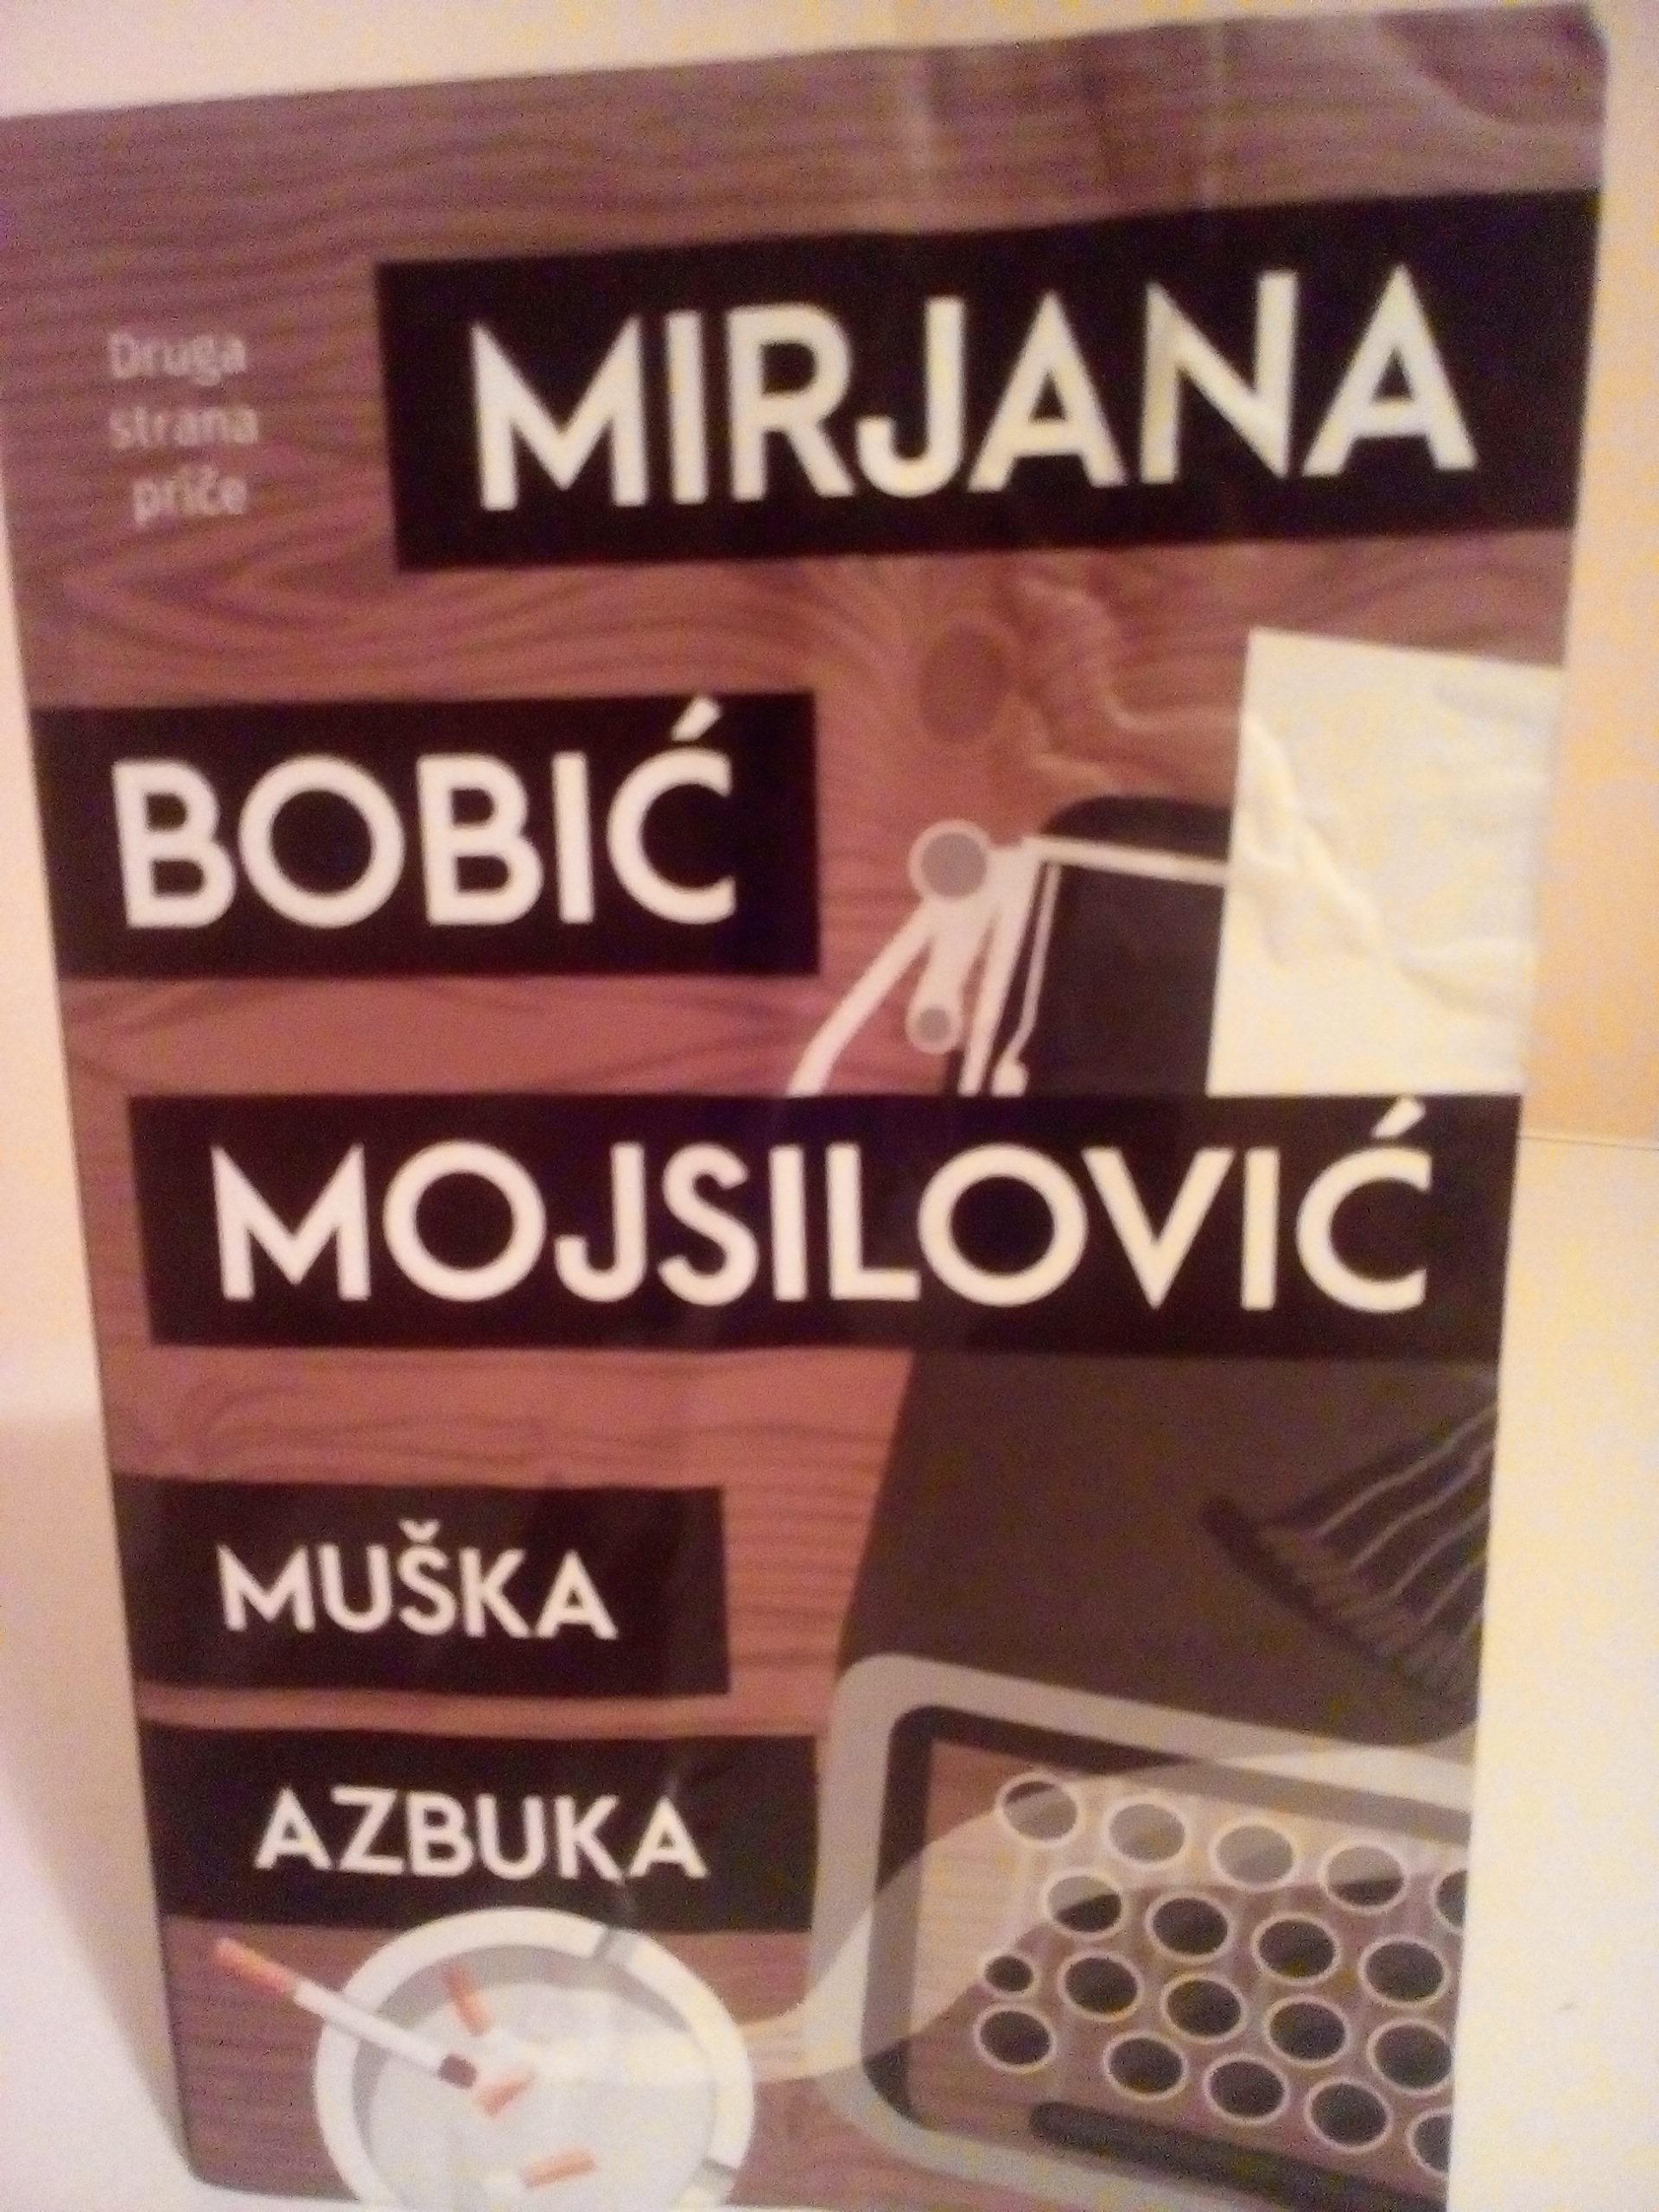 Druga
strana
priče
MIRJANA
BOBIĆ
MOJSILOVIĆ
MUŠKA
AZBUKA